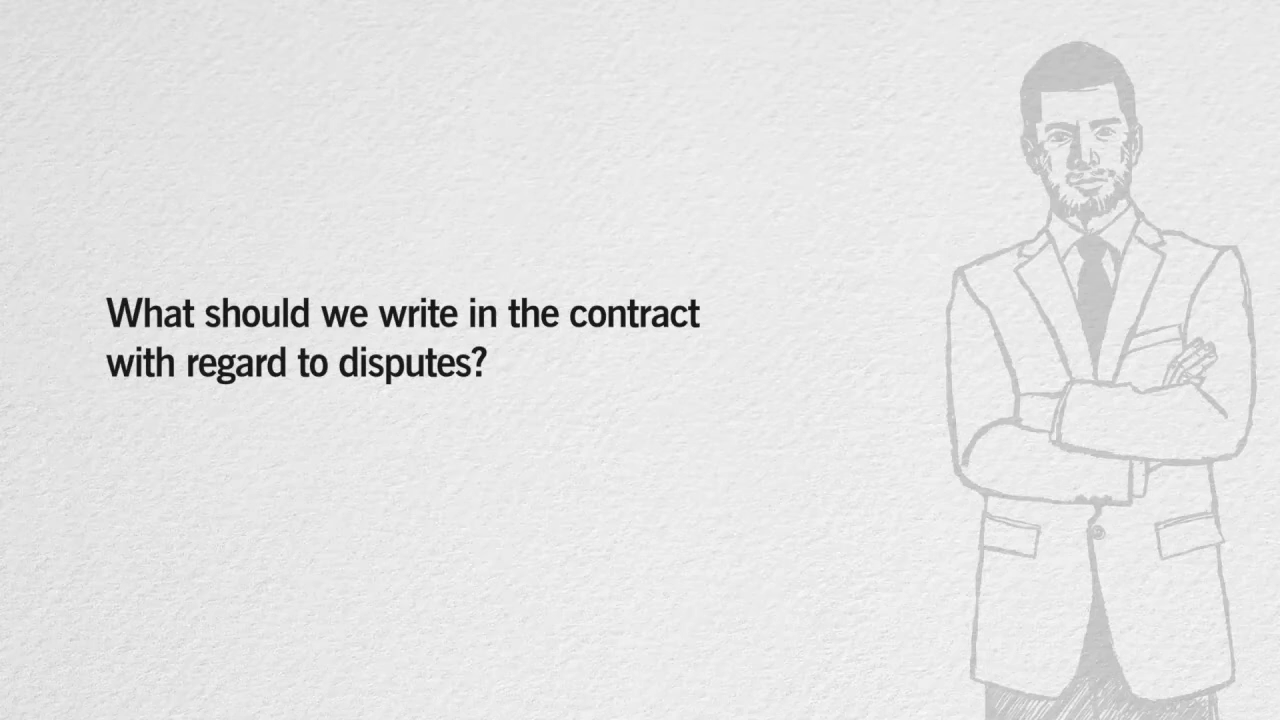 What should we write in the contract
with regard to disputes?